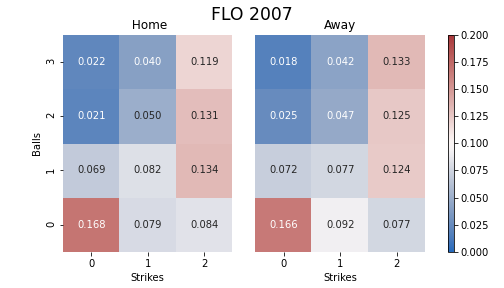 FLO 2007
Home Away
3 0.022 0.040 0.119 0.018 0.042 0.133 0.200
0.175
2 0.021 0.050 0.131 0.025 0.047 0.125 0.150
0.125
Balls
0.100
1 0.069 0.082 0.134 0.072 0.077 0.124 0.075
0.050
0 0.168 0.079 0.084 0.166 0.092 0.077 0.025
0.000
0 1 2 0 1 2
Strikes Strikes